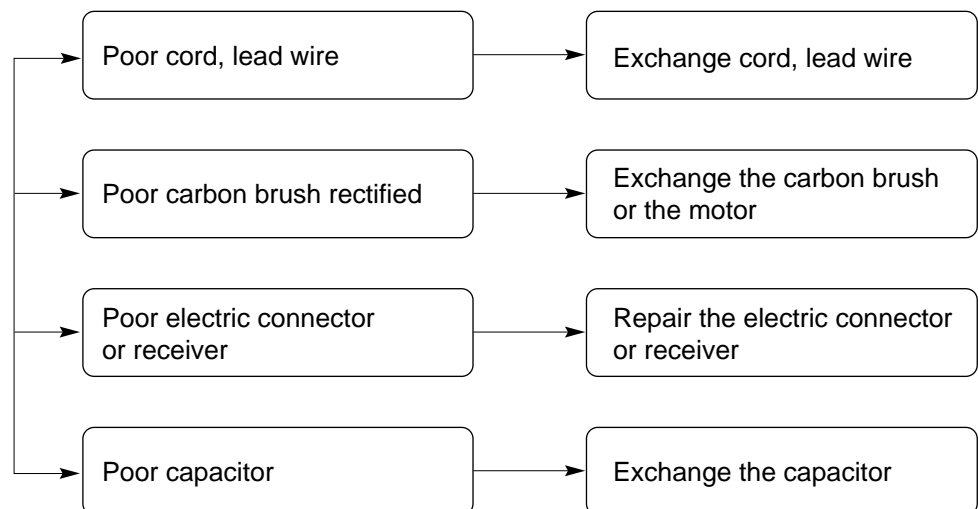 Poor cord, lead wire
Exchange cord, lead wire
Poor carbon brush rectified
Exchange the carbon brush
or the motor
Poor electric connector
or receiver
Repair the electric connector
or receiver
Poor capacitor
Exchange the capacitor